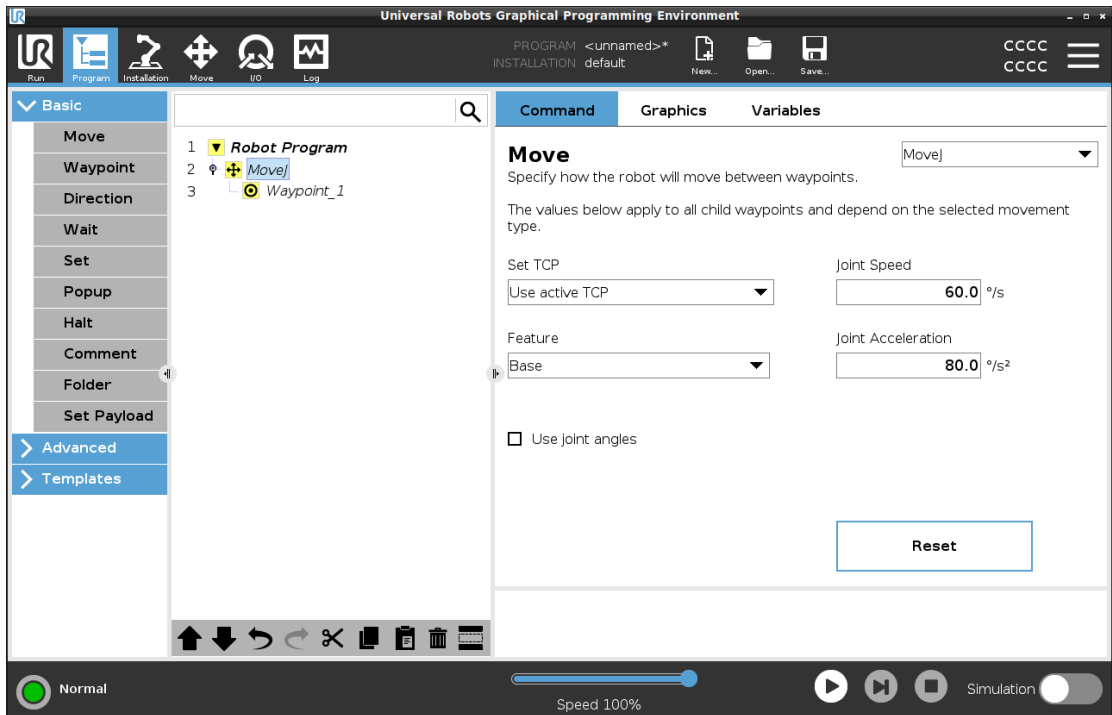 Universal Robots Graphical Programming Environment
UR
Run
Program
Installation
Move
I/O
Log
PROGRAM <unnamed>*
INSTALLATION default
New...
Open...
Save...
CCCC
CCCC
Basic
Move
Waypoint
Direction
Wait
Set
Popup
Halt
Comment
Folder
Set Payload
Advanced
Templates
1 Robot Program
2 MoveJ
3 Waypoint_1
Command Graphics Variables
Move
MoveJ
Specify how the robot will move between waypoints.
The values below apply to all child waypoints and depend on the selected movement
type.
Set TCP
Joint Speed
Use active TCP
60.0 °/s
Feature
Joint Acceleration
Base
80.0 °/s²
Use joint angles
Reset
Normal
Speed 100%
Simulation